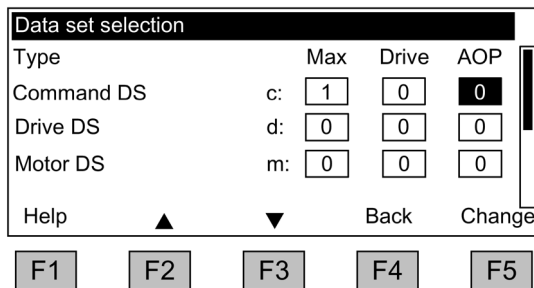 Data set selection
Type Max Drive AOP
Command DS c: 1 0 0
Drive DS d: 0 0 0
Motor DS m: 0 0 0
Help ▲ ▼ Back Change
F1 F2 F3 F4 F5